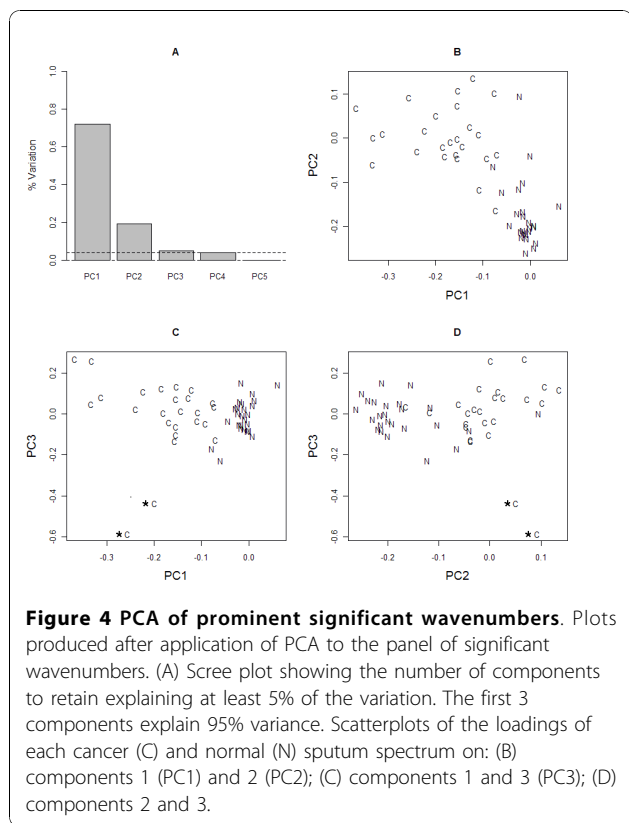 A
% Variation
1.0
0.8
0.6
0.4
0.2
0.0
PC1 PC2 PC3 PC4 PC5
B
PC2
0.1
0.0
-0.1
-0.2
-0.3 -0.2 -0.1 0.0
PC1
C
PC3
0.2
0.0
-0.2
-0.4
-0.6
* C
* C
-0.3 -0.2 -0.1 0.0
PC1
D
PC3
0.2
0.0
-0.2
-0.4
-0.6
* C
* C
-0.2 -0.1 0.0 0.1
PC2
Figure 4 PCA of prominent significant wavenumbers. Plots
produced after application of PCA to the panel of significant
wavenumbers. (A) Scree plot showing the number of components
to retain explaining at least 5% of the variation. The first 3
components explain 95% variance. Scatterplots of the loadings of
each cancer (C) and normal (N) sputum spectrum on: (B)
components 1 (PC1) and 2 (PC2); (C) components 1 and 3 (PC3); (D)
components 2 and 3.